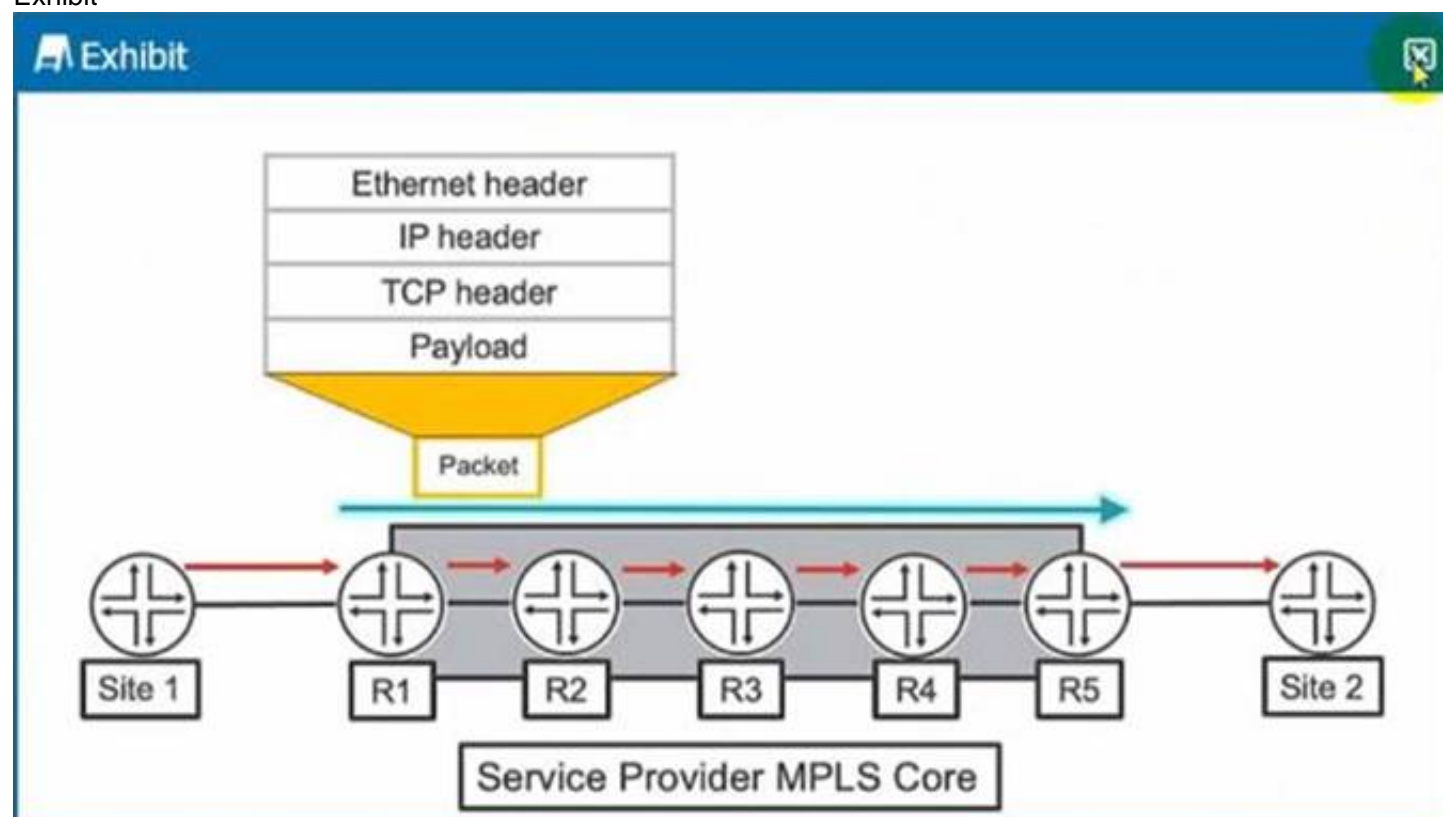 Exhibit
Exhibit
Ethernet header
IP header
TCP header
Payload
Packet
Site 1
R1
R2
R3
R4
R5
Site 2
Service Provider MPLS Core